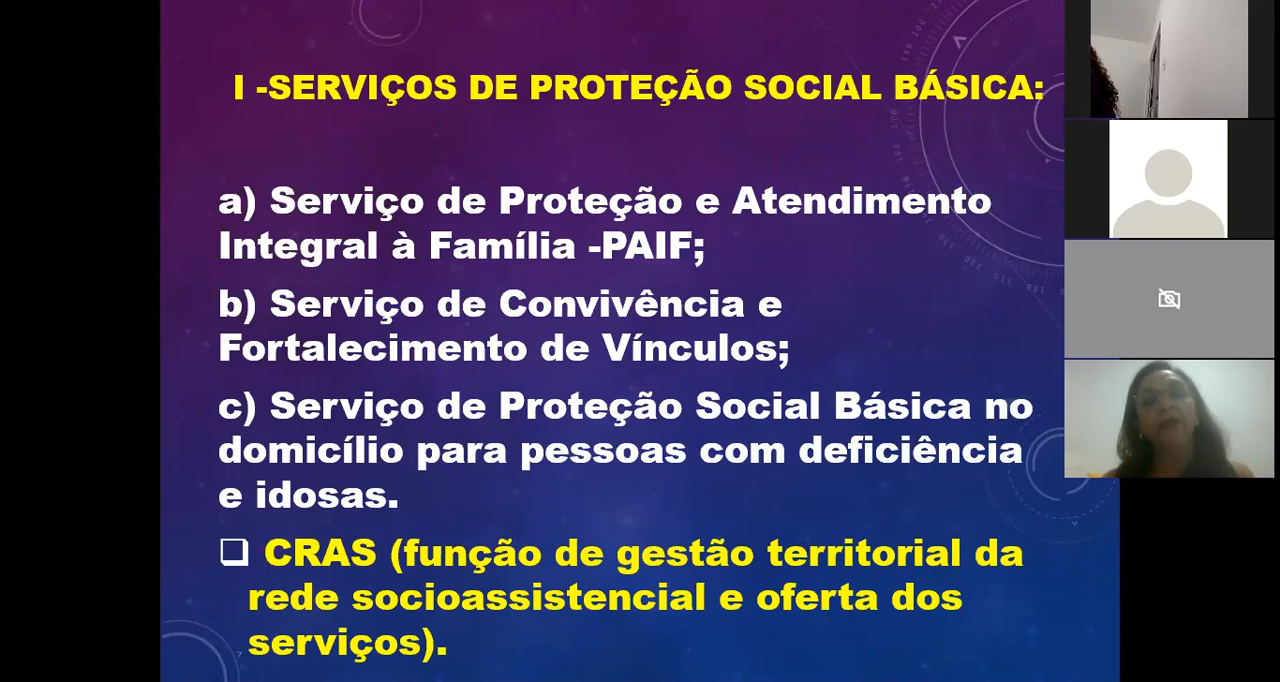 I -SERVIÇOS DE PROTEÇÃO SOCIAL BÁSICA:
a) Serviço de Proteção e Atendimento
Integral à Família -PAIF;
b) Serviço de Convivência e
Fortalecimento de Vínculos;
c) Serviço de Proteção Social Básica no
domicílio para pessoas com deficiência
e idosas.
❑ CRAS (função de gestão territorial da
rede socioassistencial e oferta dos
serviços).